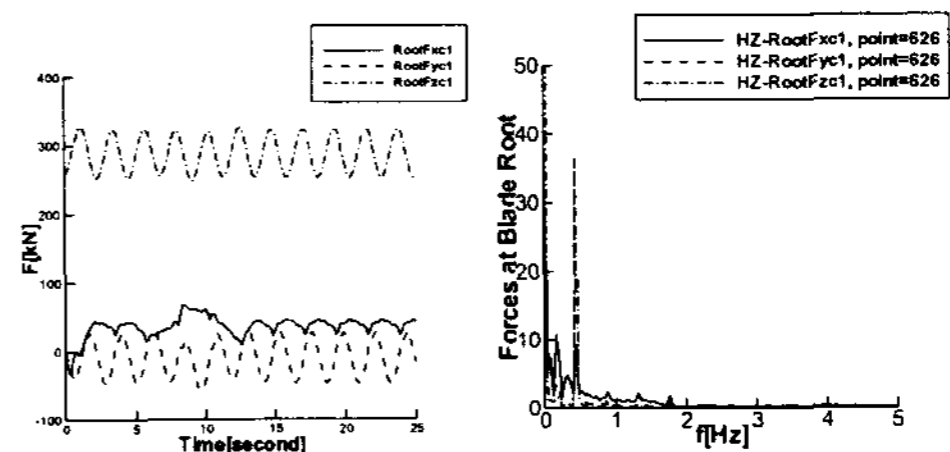 RootFxc1
RootFyc1
RootFzc1
400
300
200
100
0
-100
F[kN]
0 5 10 15 20 25
Time[second]
HZ-RootFxc1, point=626
HZ-RootFyc1, point=626
HZ-RootFzc1, point=626
50
40
30
20
10
0
Forces at Blade Root
0 1 2 3 4 5
f[Hz]